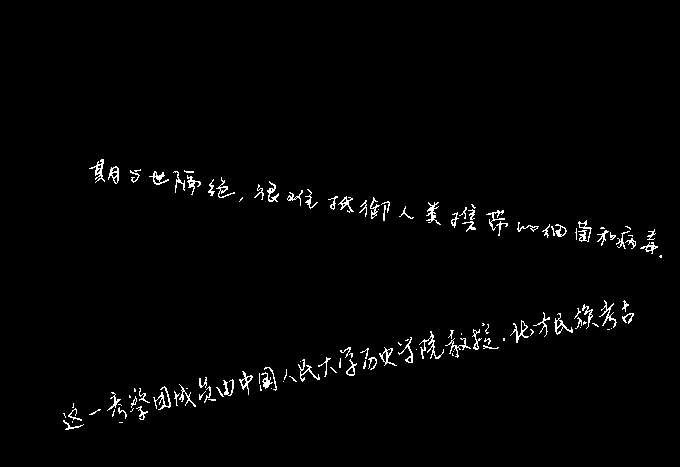 期与世隔绝，很难抵御人类携带的细菌和病毒．
这一考察团成员由中国人民大学历史学院教授．北方民族考古